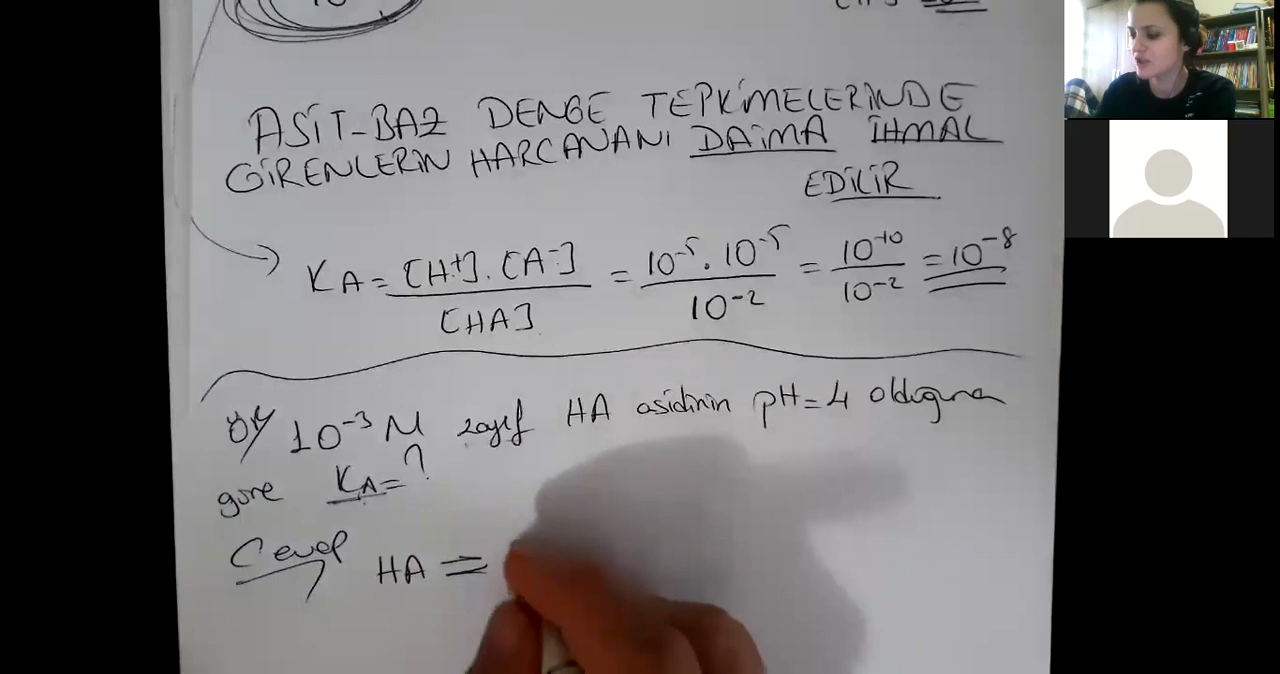 ASİT-BAZ DENGE TEPKİMELERİNDE
GİRENLERİN HARCANANI DAİMA İHMAL
EDİLİR
KA = [H+].[A-] / [HA] = 10^-5 . 10^-5 / 10^-2 = 10^-10 / 10^-2 = 10^-8
ör/ 10^-3 M zayıf HA asidinin pH=4 olduğuna
göre KA=?
Cevap HA ⇌